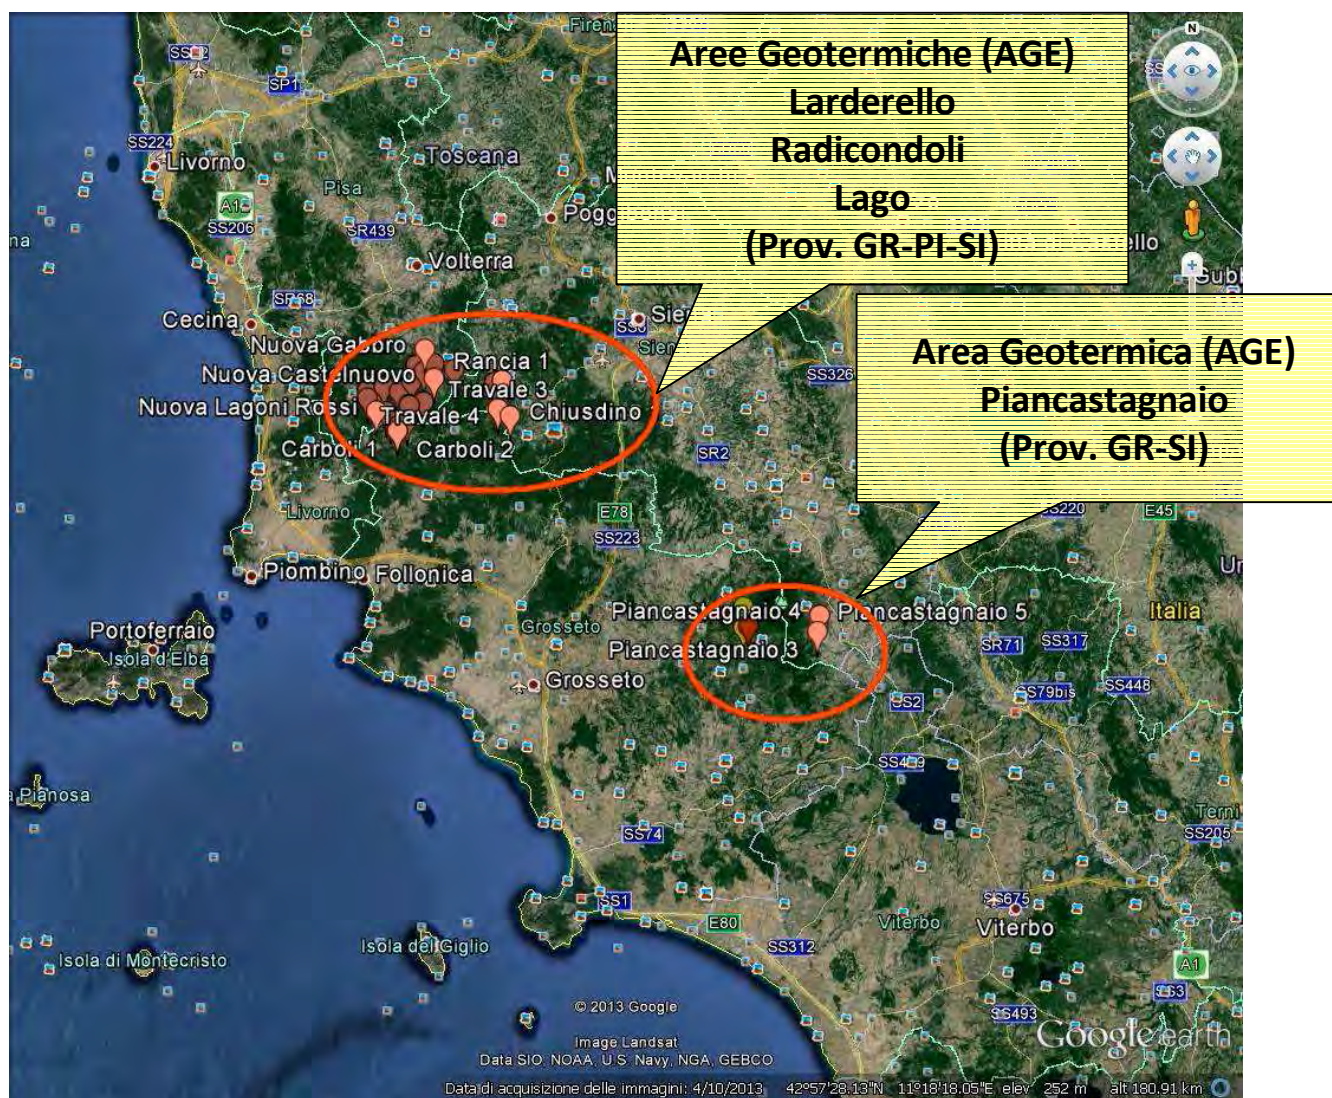 Aree Geotermiche (AGE)
Larderello
Radicondoli
Lago
(Prov. GR-PI-SI)
Area Geotermica (AGE)
Piancastagnaio
(Prov. GR-SI)
N
SP1
SS224
Livorno
Toscana
Pisa
SS206
SR439
Volterra
SR68
Cecina
Nuova Gabbro
Rancia 1
Nuova Castelnuovo
Travale 3
Nuova Lagoni Rossi
Travale 4
Chiusdino 1
Carboli 1
Carboli 2
SS326
SR2
Livorno
E78
SS223
E45
Piombino
Follonica
Piancastagnaio 4
Piancastagnaio 5
Italia
Portoferraio
Isola d'Elba
Grosseto
Piancastagnaio 3
SR71
SS317
Grosseto
SS79bis
SS448
SS2
Pianosa
Terni
SS74
SS205
SS1
E80
SS675
Viterbo
Viterbo
Isola di Montecristo
Isola del Giglio
SS312
A1
SS3
SS493
© 2013 Google
Image Landsat
Data SIO, NOAA, U.S. Navy, NGA, GEBCO
Google earth
Data di acquisizione delle immagini: 4/10/2013 42°57'28.13"N 11°18'18.05"E elev 252 m alt 180.91 km